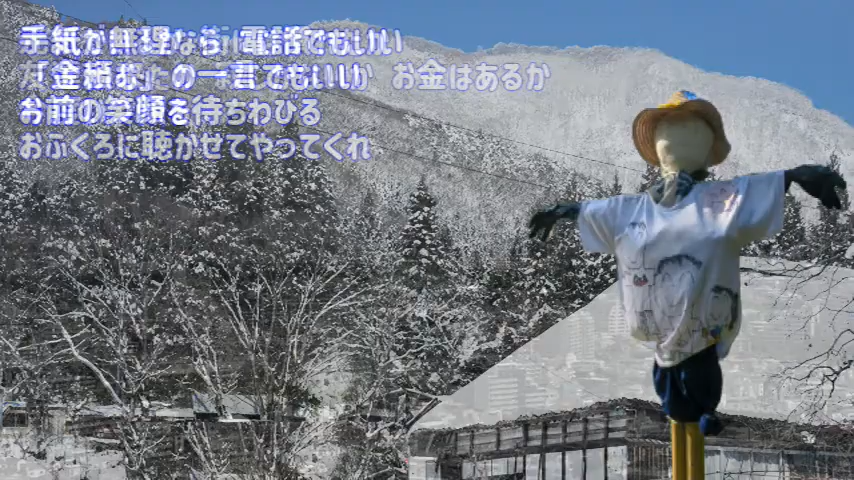 手紙が無理なら 電話でもいい
「金頼む」の一言でもいい お金はあるか
お前の笑顔を待ちわびる
おふくろに聴かせてやってくれ